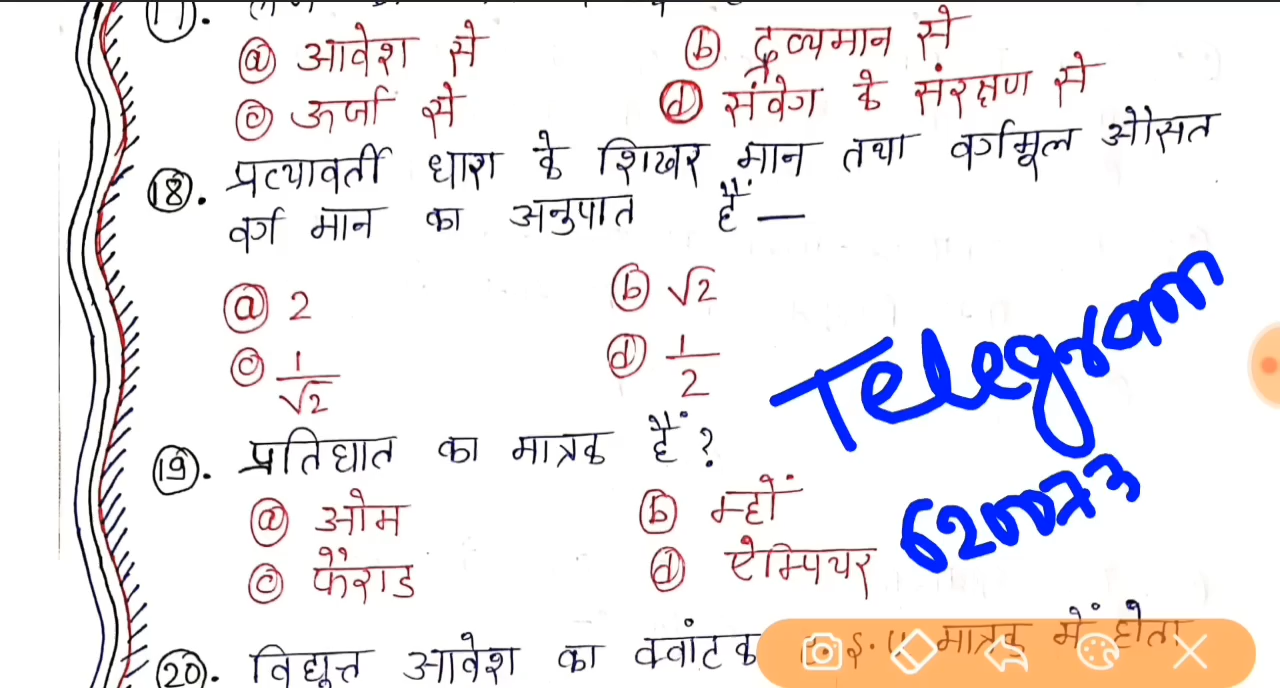 17).
ⓐ आवेश से ⓑ द्रव्यमान से
ⓒ ऊर्जा से ⓓ संवेग के संरक्षण से
18. प्रत्यावर्ती धारा के शिखर मान तथा वर्गमूल औसत
वर्ग मान का अनुपात हैं —
ⓐ 2 ⓑ √2
ⓒ 1/√2 ⓓ 1/2
Telegram
19. प्रतिघात का मात्रक हैं ?
ⓐ ओम ⓑ म्हों
ⓒ फैराड ⓓ ऐम्पियर
20. विद्युत्त आवेश का क्वांटक इ. यू मात्रक में होता